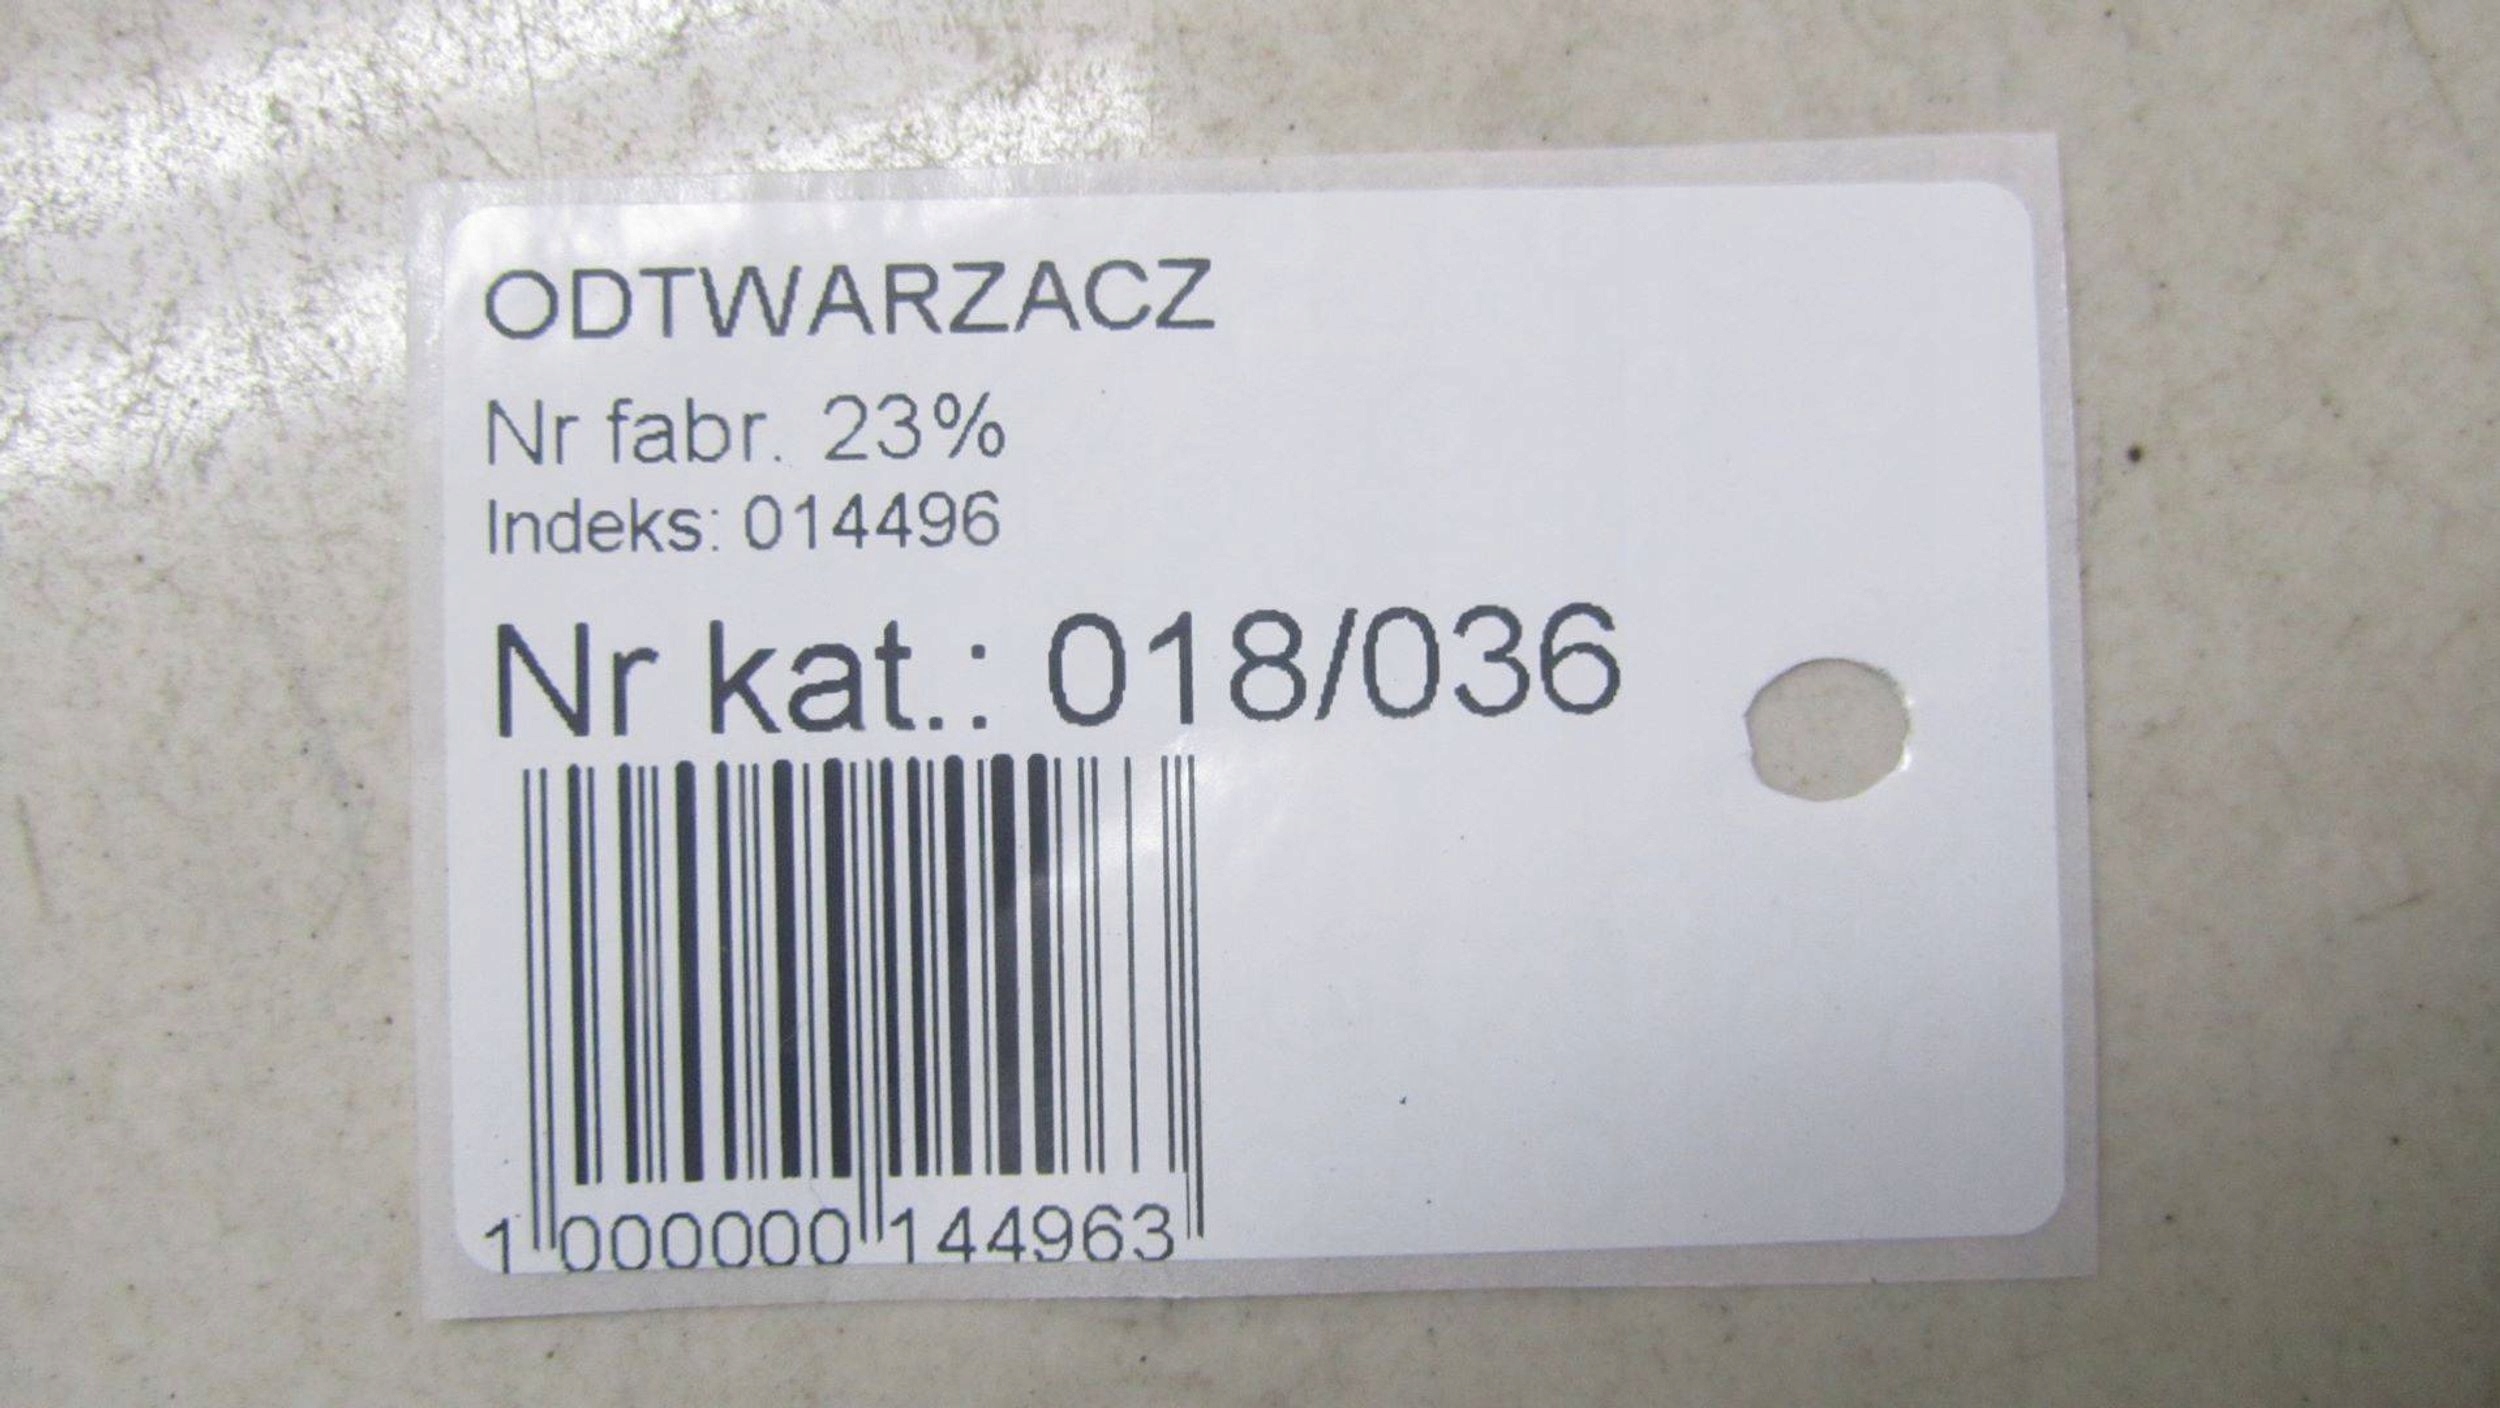 ODTWARZACZ
Nr fabr. 23%
Indeks: 014496
Nr kat.: 018/036
1 000000 144963